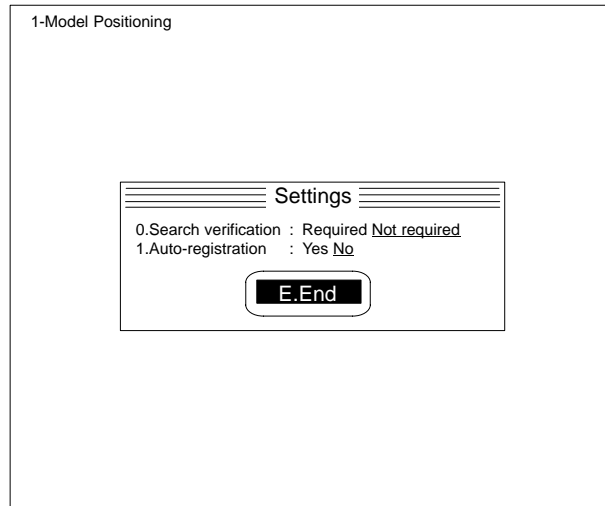 1-Model Positioning
Settings
0.Search verification : Required Not required
1.Auto-registration : Yes No
E.End